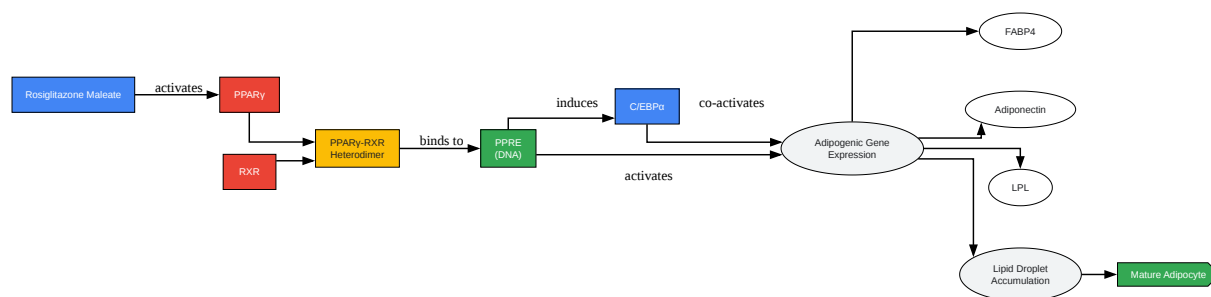 FABP4
Rosiglitazone Maleate
activates
PPARγ
induces
C/EBPα
co-activates
Adiponectin
RXR
PPARγ-RXR
Heterodimer
binds to
PPRE
(DNA)
activates
Adipogenic Gene
Expression
LPL
Lipid Droplet
Accumulation
Mature Adipocyte